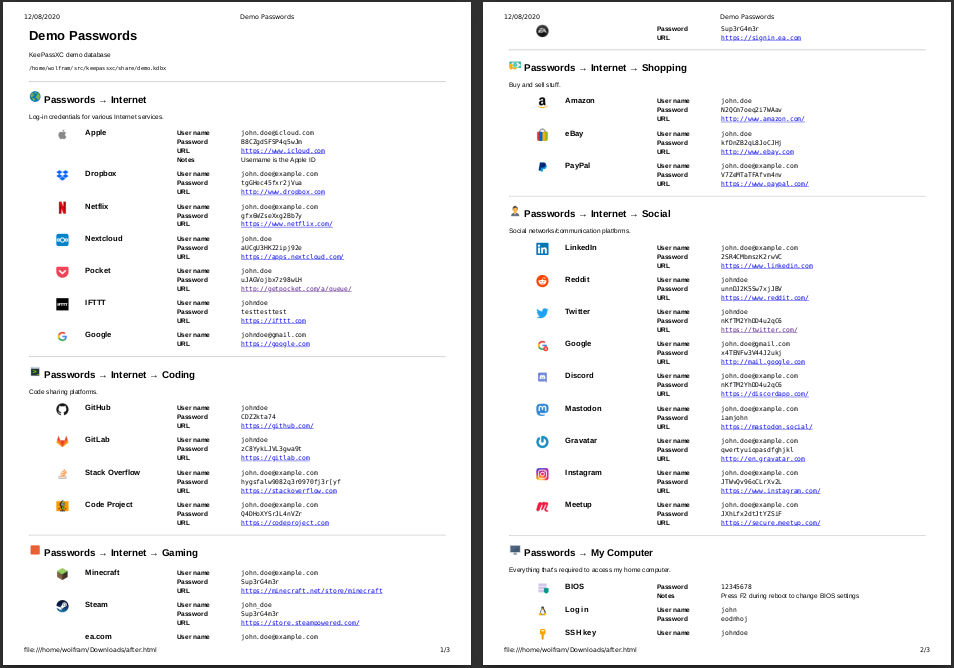 12/08/2020 Demo Passwords
Demo Passwords
KeePassXC demo database
/home/wolfram/src/keepassxc/share/demo.kdbx
Passwords → Internet
Log-in credentials for various Internet services.
Apple User name john.doe@icloud.com
Password B8CZgdSFSP4q5wJm
URL https://www.icloud.com
Notes Username is the Apple ID
Dropbox User name john.doe@example.com
Password tgGHec45fxr2jVua
URL http://www.dropbox.com
Netflix User name john.doe@example.com
Password gfx6WZseXxg2Bb7y
URL https://www.netflix.com/
Nextcloud User name john.doe
Password aUCgU3HK22ipj92e
URL https://apps.nextcloud.com/
Pocket User name john.doe
Password uJAGVojbx7z98wLH
URL http://getpocket.com/a/queue/
IFTTT User name johndoe
Password testtesttest
URL https://ifttt.com
Google User name johndoe@gmail.com
Password
URL https://google.com
Passwords → Internet → Coding
Code sharing platforms.
GitHub User name johndoe
Password CDZ2kta74
URL https://github.com/
GitLab User name johndoe
Password zC8YykLJVL3gwa9t
URL https://gitlab.com
Stack Overflow User name john.doe@example.com
Password hygsfalw9082q3r0970fj3r[yf
URL https://stackoverflow.com
Code Project User name john.doe@example.com
Password Q4DHoXYSrJL4nVZr
URL https://codeproject.com
Passwords → Internet → Gaming
Minecraft User name john.doe@example.com
Password Sup3rG4m3r
URL https://minecraft.net/store/minecraft
Steam User name john_doe
Password Sup3rG4m3r
URL https://store.steampowered.com/
ea.com User name john.doe@example.com
file:///home/wolfram/Downloads/after.html 1/3
12/08/2020 Demo Passwords
Password Sup3rG4m3r
URL https://signin.ea.com
Passwords → Internet → Shopping
Buy and sell stuff.
Amazon User name john.doe
Password N2QGn7oeq2i7WAav
URL http://www.amazon.com/
eBay User name john.doe
Password kfDnZB2qL8JoCJHj
URL http://www.ebay.com
PayPal User name john.doe@example.com
Password V7ZeMTaTfAfvm4nw
URL https://www.paypal.com/
Passwords → Internet → Social
Social networks/communication platforms.
LinkedIn User name john.doe@example.com
Password 2SR4CMbmszK2rwVC
URL https://www.linkedin.com
Reddit User name johndoe
Password unnDJ2K59w7xjJBV
URL https://www.reddit.com/
Twitter User name johndoe
Password nKfTM2YhDD4u2qC6
URL https://twitter.com/
Google User name john.doe@gmail.com
Password x4TBNFw3V44J2ukj
URL http://mail.google.com
Discord User name john.doe@example.com
Password nKfTM2YhDD4u2qC6
URL https://discordapp.com/
Mastodon User name john.doe@example.com
Password iamjohn
URL https://mastodon.social/
Gravatar User name john.doe@example.com
Password qwertyuiopasdfghjkl
URL http://en.gravatar.com
Instagram User name john.doe@example.com
Password JTWvQv96oCLrXv2L
URL https://www.instagram.com/
Meetup User name john.doe@example.com
Password JXhLfx2dtJtYZSiF
URL https://secure.meetup.com/
Passwords → My Computer
Everything that's required to access my home computer.
BIOS Password 12345678
Notes Press F2 during reboot to change BIOS settings
Login User name john
Password eodmhoj
SSH key User name johndoe
file:///home/wolfram/Downloads/after.html 2/3